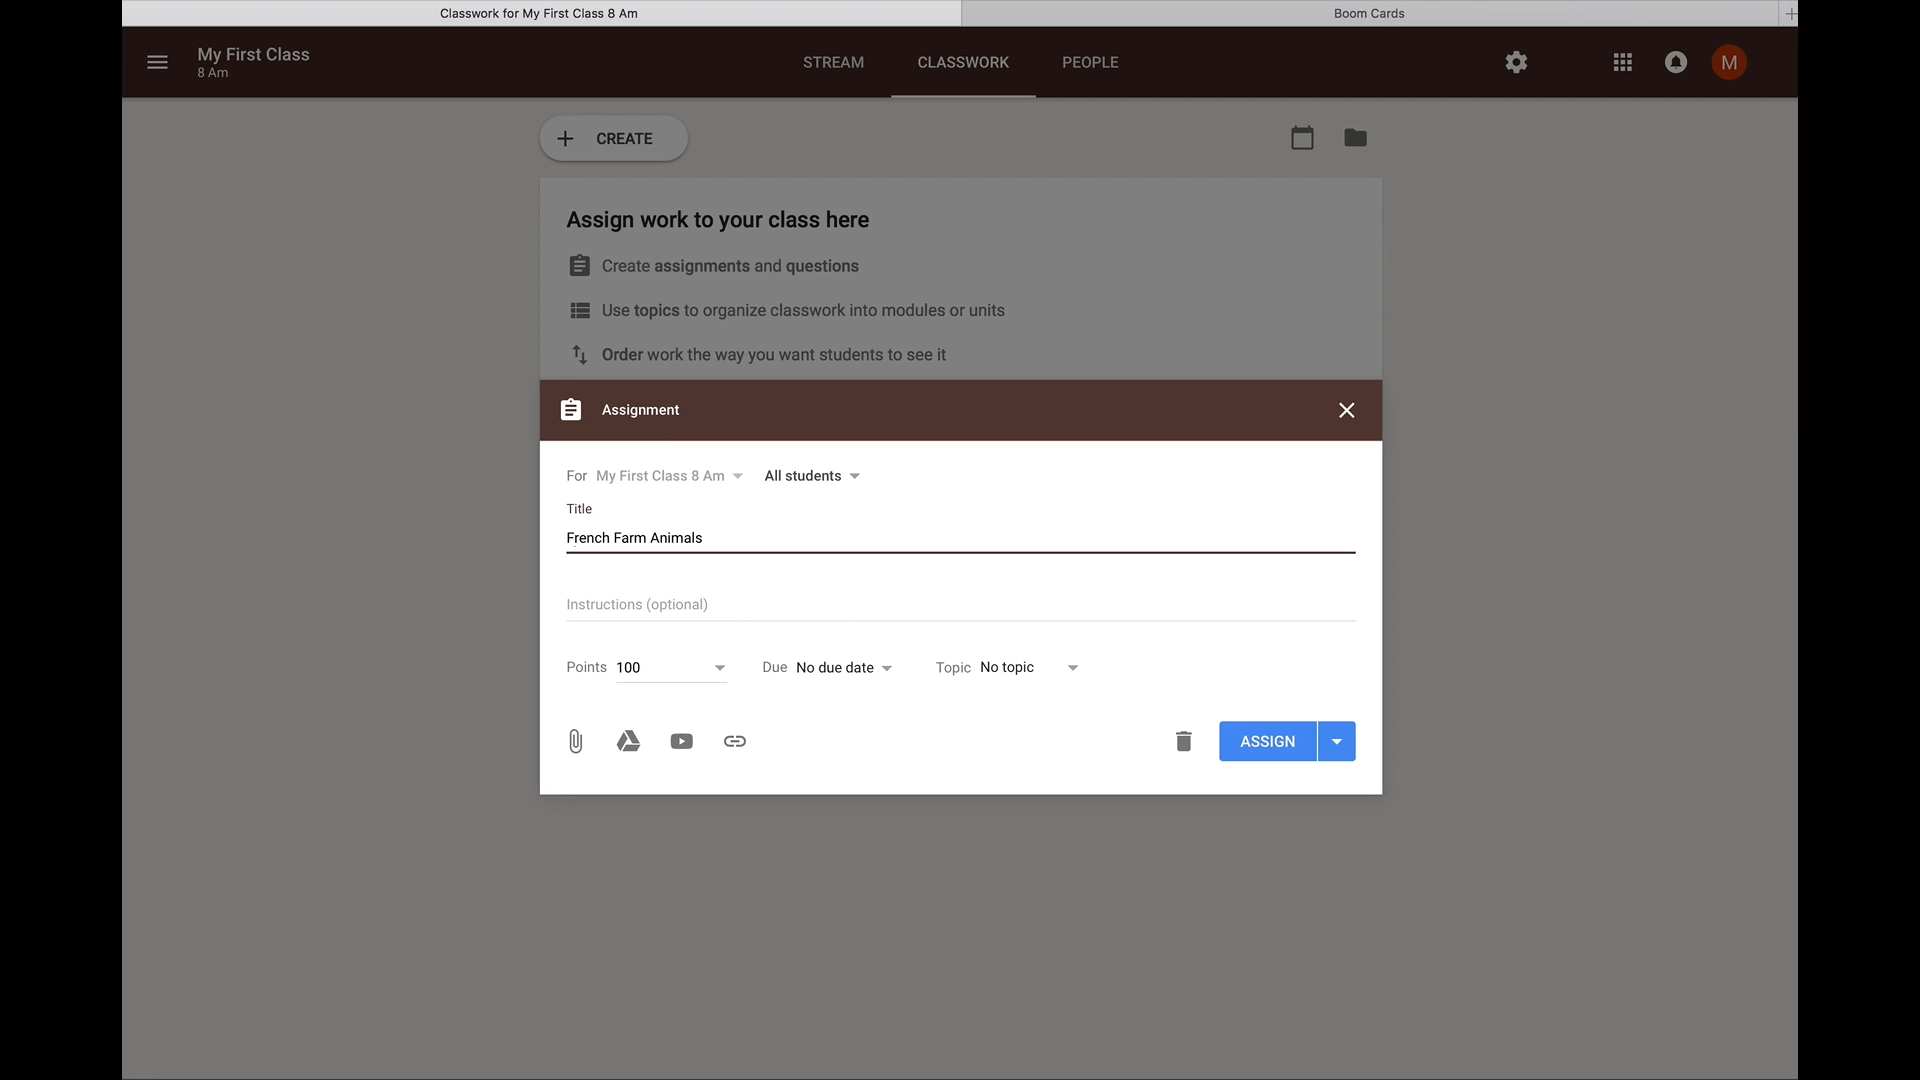 Classwork for My First Class 8 Am
Boom Cards
My First Class
8 Am
STREAM
CLASSWORK
PEOPLE
M
CREATE
Assign work to your class here
Create assignments and questions
Use topics to organize classwork into modules or units
Order work the way you want students to see it
Assignment
For My First Class 8 Am All students
Title
French Farm Animals
Instructions (optional)
Points 100 Due No due date Topic No topic
ASSIGN